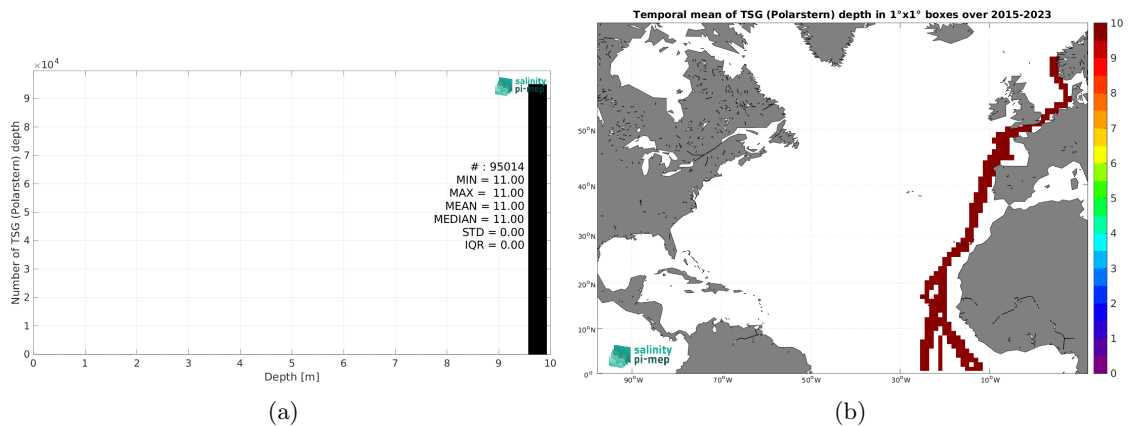 ×10⁴
9
8
7
6
5
4
3
2
1
0
Number of TSG (Polarstern) depth
salinity
pi-mep
# : 95014
MIN = 11.00
MAX = 11.00
MEAN = 11.00
MEDIAN = 11.00
STD = 0.00
IQR = 0.00
0 1 2 3 4 5 6 7 8 9 10
Depth [m]
(a)
Temporal mean of TSG (Polarstern) depth in 1°x1° boxes over 2015-2023
50°N
40°N
30°N
20°N
10°N
0°
90°W 70°W 50°W 30°W 10°W
salinity
pi-mep
10
9
8
7
6
5
4
3
2
1
0
(b)